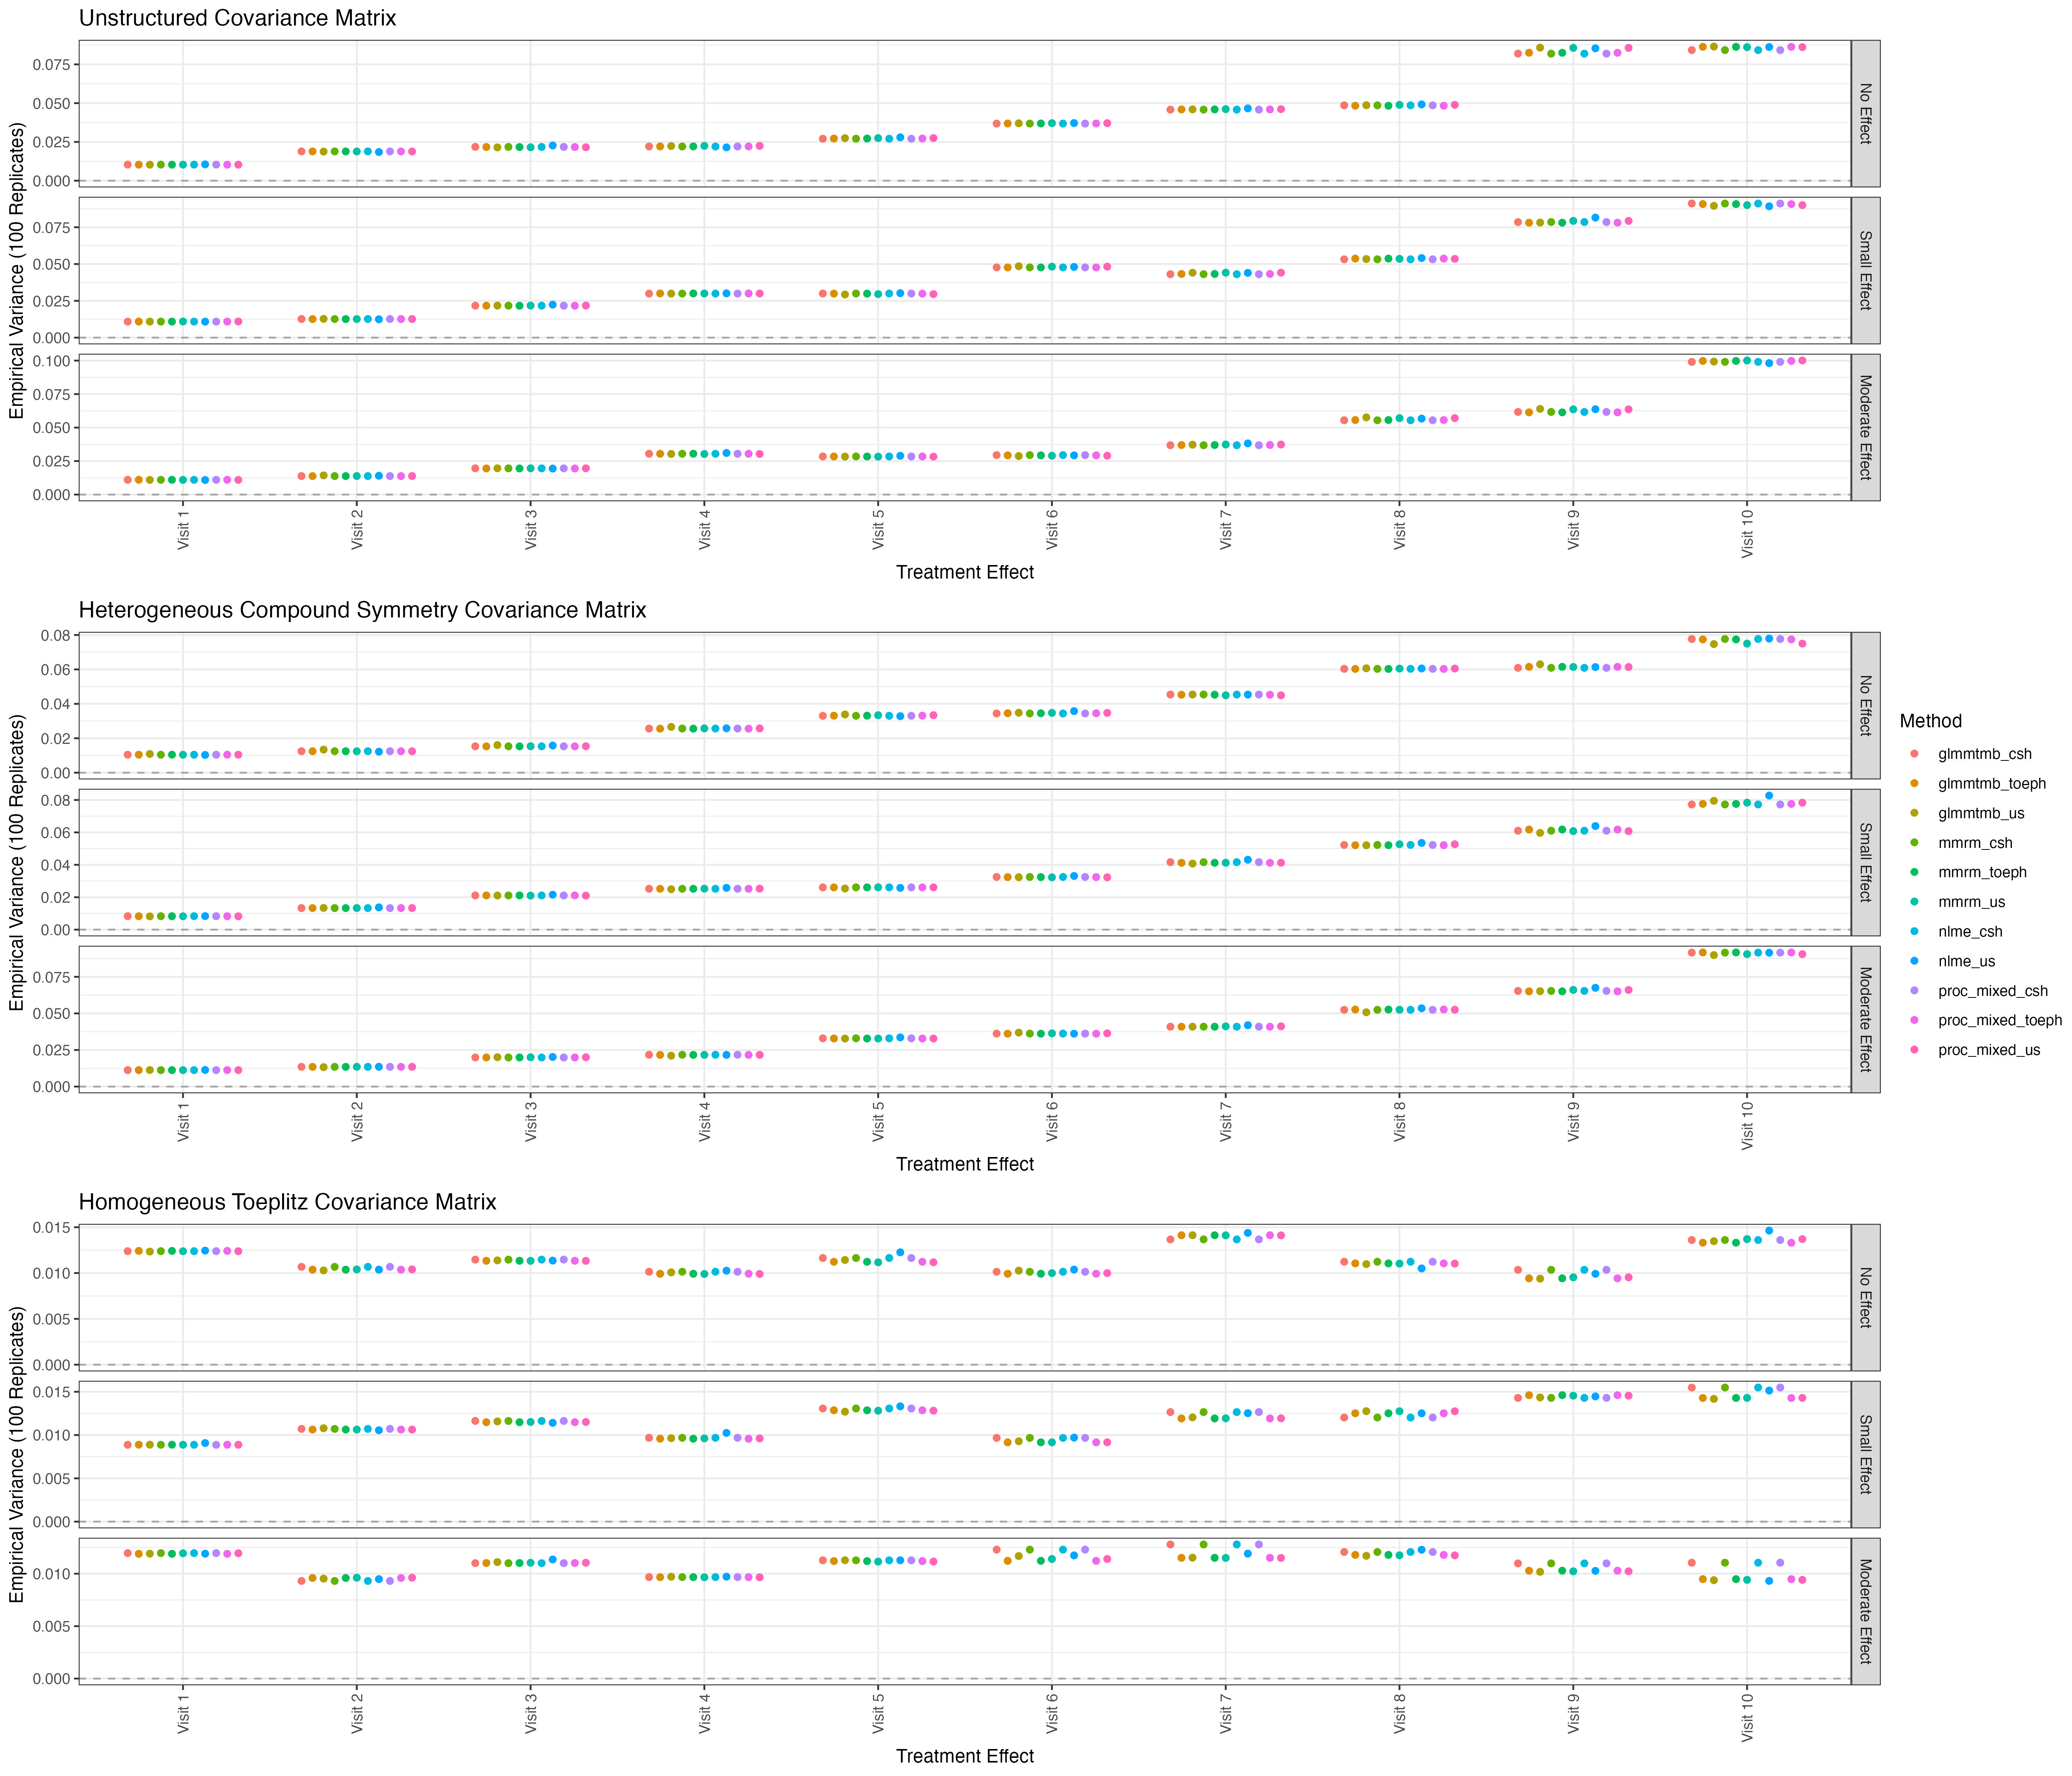 Unstructured Covariance Matrix
Empirical Variance (100 Replicates)
0.075
0.050
0.025
0.000
No Effect
0.075
0.050
0.025
0.000
Small Effect
0.100
0.075
0.050
0.025
0.000
Moderate Effect
Visit 1
Visit 2
Visit 3
Visit 4
Visit 5
Visit 6
Visit 7
Visit 8
Visit 9
Visit 10
Treatment Effect
Heterogeneous Compound Symmetry Covariance Matrix
Empirical Variance (100 Replicates)
0.08
0.06
0.04
0.02
0.00
No Effect
0.08
0.06
0.04
0.02
0.00
Small Effect
0.075
0.050
0.025
0.000
Moderate Effect
Visit 1
Visit 2
Visit 3
Visit 4
Visit 5
Visit 6
Visit 7
Visit 8
Visit 9
Visit 10
Treatment Effect
Homogeneous Toeplitz Covariance Matrix
Empirical Variance (100 Replicates)
0.015
0.010
0.005
0.000
No Effect
0.015
0.010
0.005
0.000
Small Effect
0.010
0.005
0.000
Moderate Effect
Visit 1
Visit 2
Visit 3
Visit 4
Visit 5
Visit 6
Visit 7
Visit 8
Visit 9
Visit 10
Treatment Effect
Method
glmmtmb_csh
glmmtmb_toeph
glmmtmb_us
mmrm_csh
mmrm_toeph
mmrm_us
nlme_csh
nlme_us
proc_mixed_csh
proc_mixed_toeph
proc_mixed_us